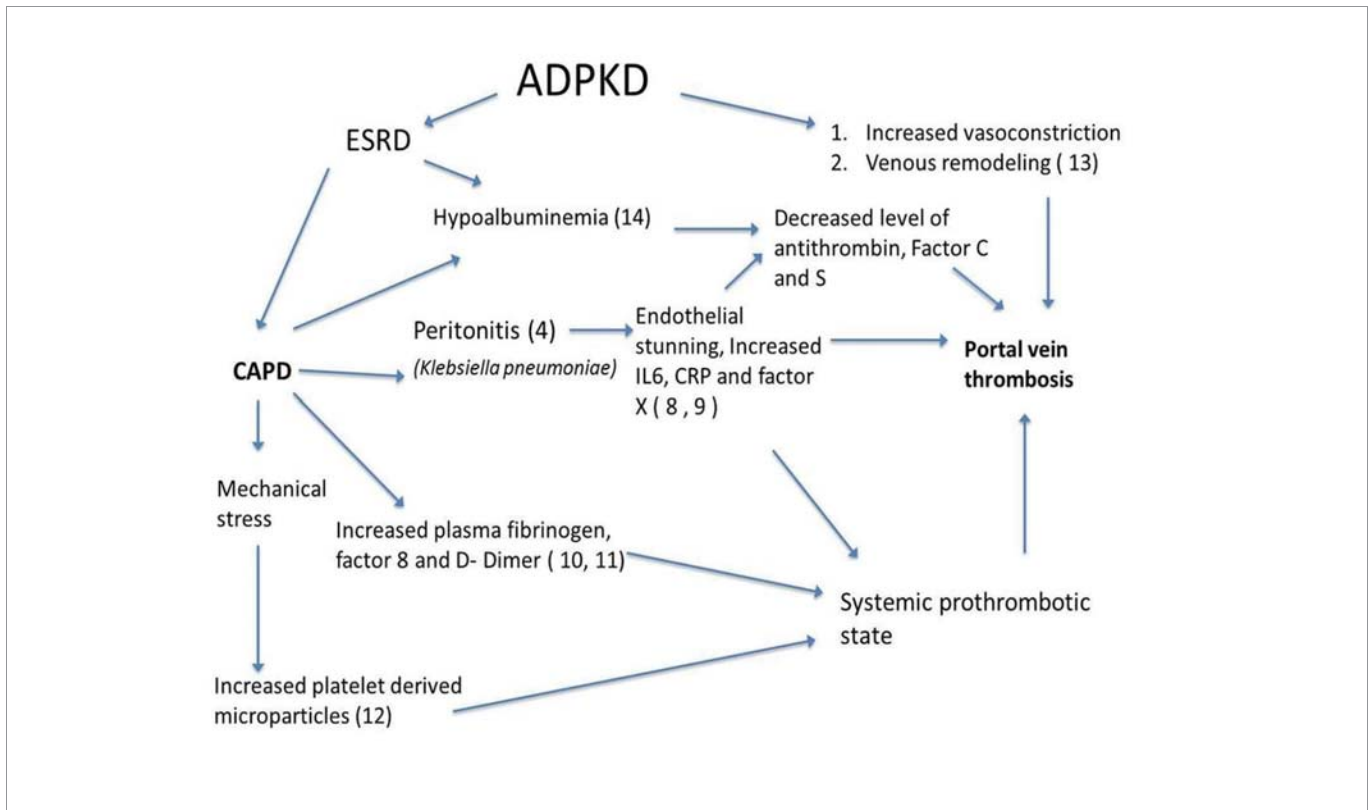 ADPKD
ESRD
1. Increased vasoconstriction
2. Venous remodeling ( 13)
Hypoalbuminemia (14)
Decreased level of
antithrombin, Factor C
and S
Peritonitis (4)
(Klebsiella pneumoniae)
Endothelial
stunning, Increased
IL6, CRP and factor
X ( 8 , 9 )
Portal vein
thrombosis
CAPD
Mechanical
stress
Increased plasma fibrinogen,
factor 8 and D- Dimer ( 10, 11)
Systemic prothrombotic
state
Increased platelet derived
microparticles (12)